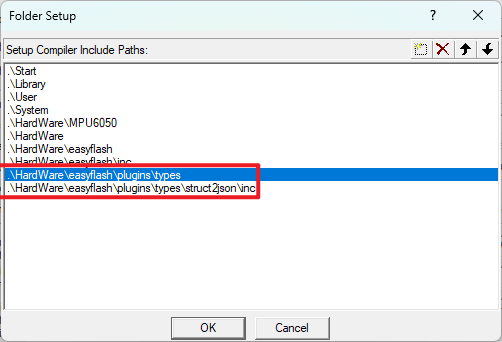 Folder Setup
?
Setup Compiler Include Paths:
.\Start
.\Library
.\User
.\System
.\HardWare\MPU6050
.\HardWare
.\HardWare\easyflash
.\HardWare\easyflash\inc
.\HardWare\easyflash\plugins\types
.\HardWare\easyflash\plugins\types\struct2json\inc
OK
Cancel